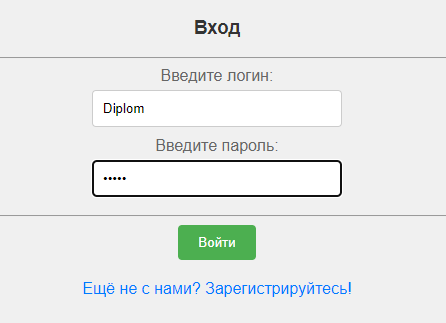 Вход
Введите логин:
Diplom
Введите пароль:
•••••
Войти
Ещё не с нами? Зарегистрируйтесь!